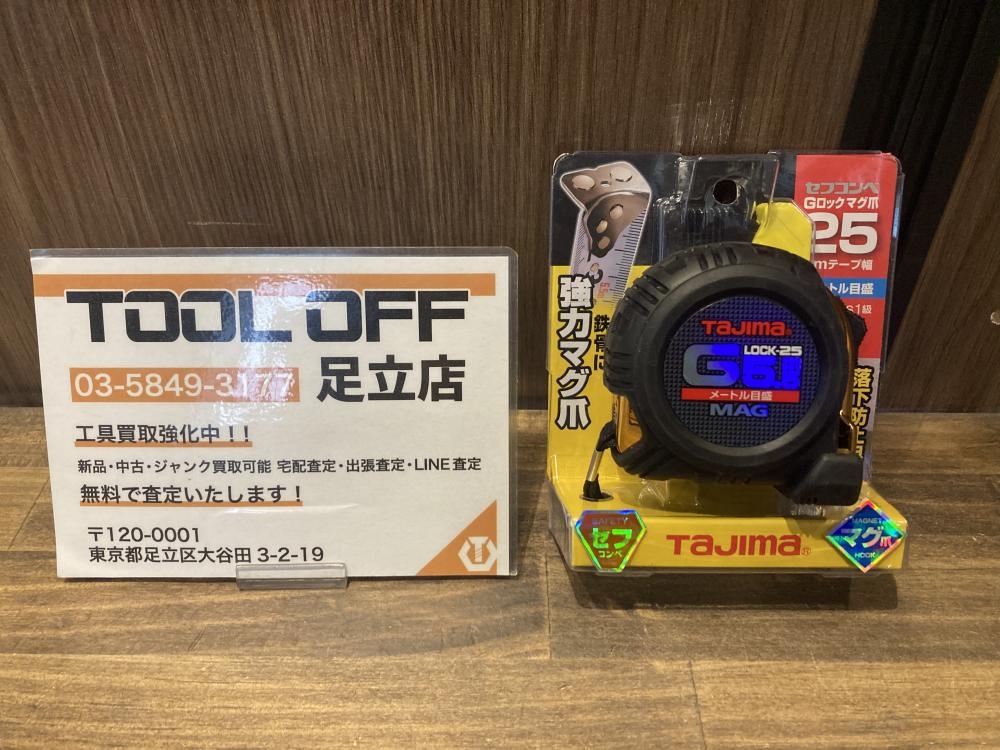 TOOL OFF
03-5849-3177 足立店
工具買取強化中！！
新品・中古・ジャンク買取可能 宅配査定・出張査定・LINE査定
無料で査定いたします！
〒120-0001
東京都足立区大谷田 3-2-19
セフコンベ
Gロックマグ爪
25
mテープ幅
トル目盛
1級
強力マグ爪
鉄骨に
TAJIMA
LOCK-25
G
メートル目盛
MAG
落下防止
SAFETY
セフ
コンベ
TAJIMA
MAGNET
マグ爪
HOOK